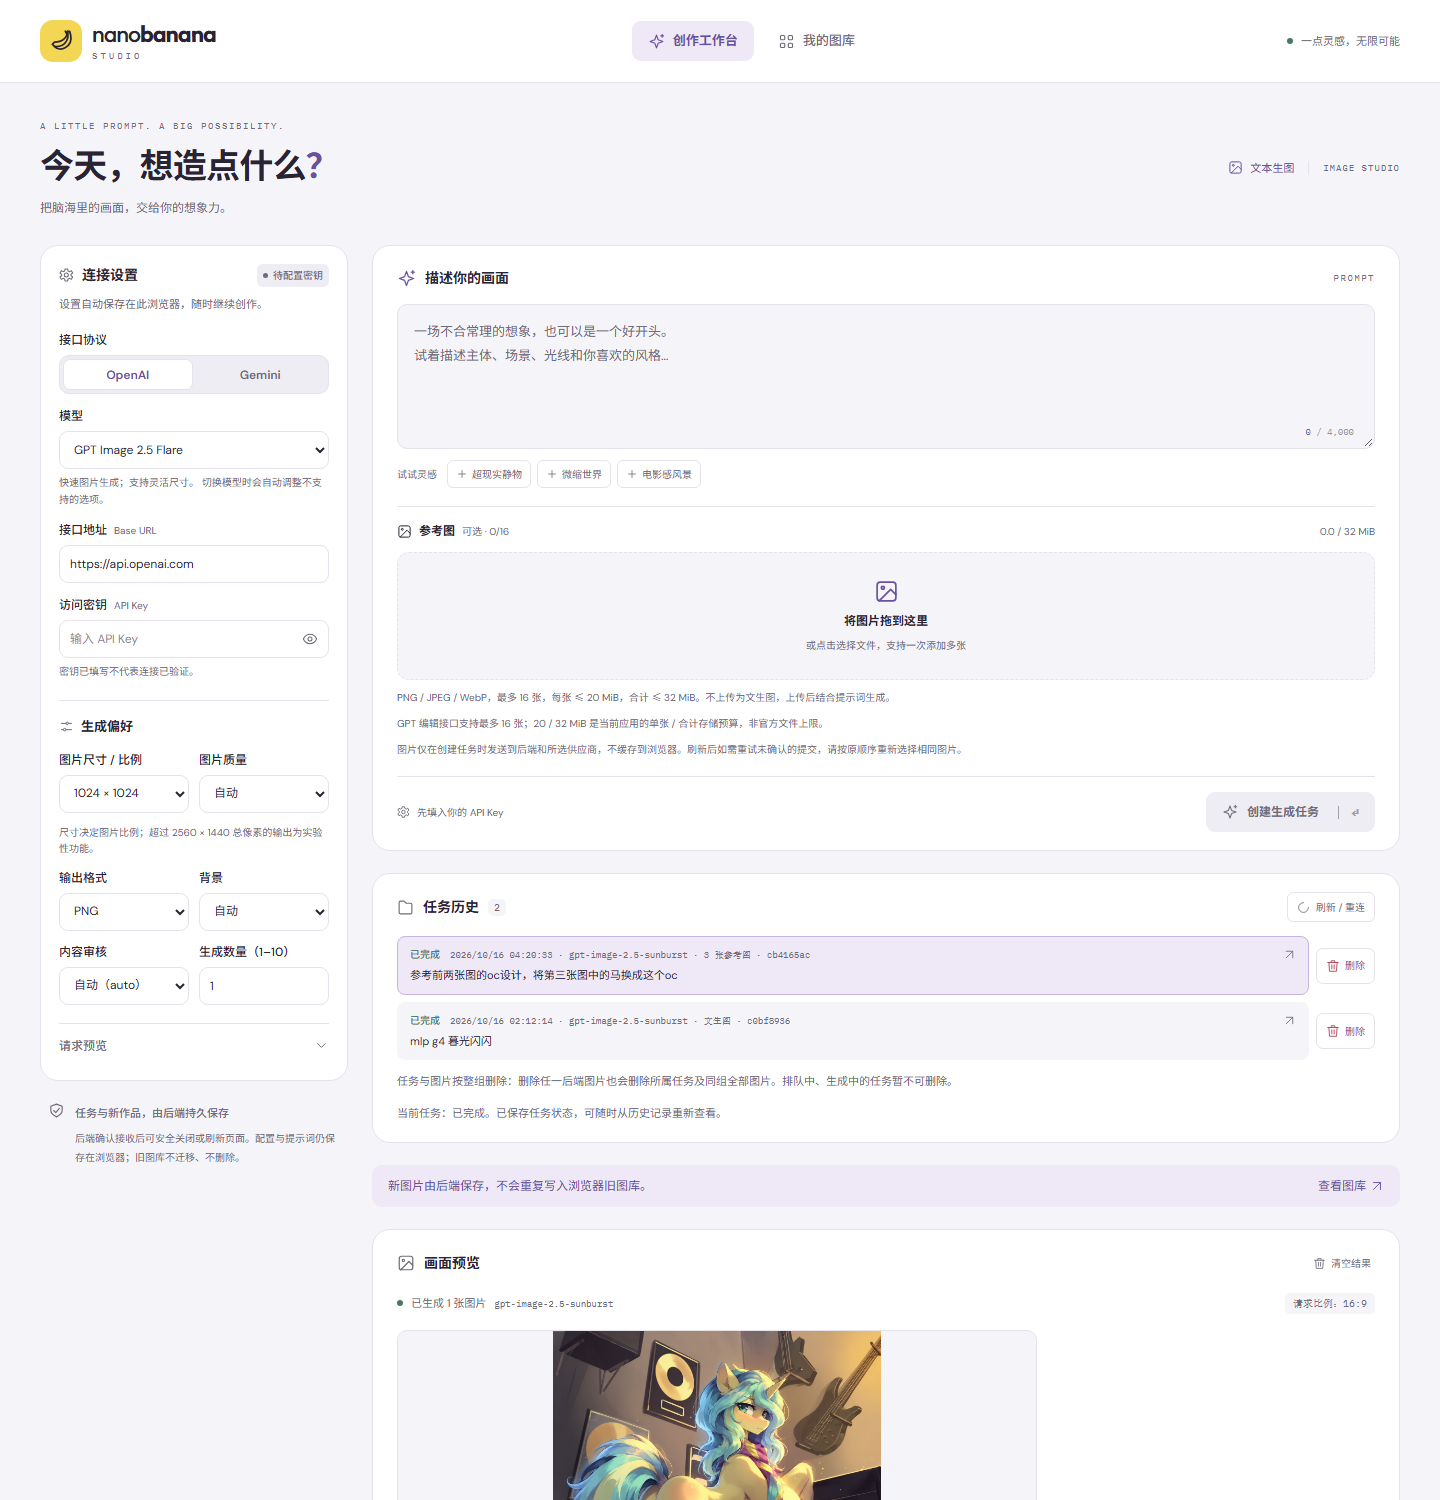 nanobanana
STUDIO
创作工作台
我的图库
一点灵感，无限可能
A LITTLE PROMPT. A BIG POSSIBILITY.
今天，想造点什么?
把脑海里的画面，交给你的想象力。
文本生图
IMAGE STUDIO
连接设置
待配置密钥
设置自动保存在此浏览器，随时继续创作。
接口协议
OpenAI
Gemini
模型
GPT Image 2.5 Flare
快速图片生成；支持灵活尺寸。 切换模型时会自动调整不支
持的选项。
接口地址 Base URL
https://api.openai.com
访问密钥 API Key
输入 API Key
密钥已填写不代表连接已验证。
生成偏好
图片尺寸 / 比例
图片质量
1024 × 1024
自动
尺寸决定图片比例；超过 2560 × 1440 总像素的输出为实验
性功能。
输出格式
背景
PNG
自动
内容审核
生成数量（1–10）
自动（auto）
1
请求预览
任务与新作品，由后端持久保存
后端确认接收后可安全关闭或刷新页面。配置与提示词仍保
存在浏览器；旧图库不迁移、不删除。
描述你的画面
PROMPT
一场不合常理的想象，也可以是一个好开头。
试着描述主体、场景、光线和你喜欢的风格...
0 / 4,000
试试灵感
超现实静物
微缩世界
电影感风景
参考图 可选 · 0/16
0.0 / 32 MiB
将图片拖到这里
或点击选择文件，支持一次添加多张
PNG / JPEG / WebP，最多 16 张，每张 ≤ 20 MiB，合计 ≤ 32 MiB。不上传为文生图，上传后结合提示词生成。
GPT 编辑接口支持最多 16 张；20 / 32 MiB 是当前应用的单张 / 合计存储预算，非官方文件上限。
图片仅在创建任务时发送到后端和所选供应商，不缓存到浏览器。刷新后如需重试未确认的提交，请按原顺序重新选择相同图片。
先填入你的 API Key
创建生成任务
任务历史 2
刷新 / 重连
已完成 2026/10/16 04:20:33 · gpt-image-2.5-sunburst · 3 张参考图 · cb4165ac
参考前两张图的oc设计，将第三张图中的马换成这个oc
删除
已完成 2026/10/16 02:12:14 · gpt-image-2.5-sunburst · 文生图 · c0bf8936
mlp g4 暮光闪闪
删除
任务与图片按整组删除：删除任一后端图片也会删除所属任务及同组全部图片。排队中、生成中的任务暂不可删除。
当前任务：已完成。已保存任务状态，可随时从历史记录重新查看。
新图片由后端保存，不会重复写入浏览器旧图库。
查看图库
画面预览
清空结果
已生成 1 张图片 gpt-image-2.5-sunburst
请求比例：16:9